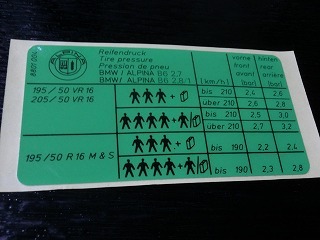 ALPINA
Reifendruck
Tire pressure
Pression de pneu
BMW / ALPINA B6 2,7
BMW / ALPINA B6 2,8/1
(km/h)
vorne front avant (bar)
hinten rear arrière (bar)
195 / 50 VR 16
205 / 50 VR 16
+ bis 210 2,4 2,6
über 210 2,6 2,8
+ bis 210 2,5 3,0
über 210 2,7 3,2
195/50 R 16 M & S
+ bis 190 2,2 2,4
+ bis 190 2,3 2,8